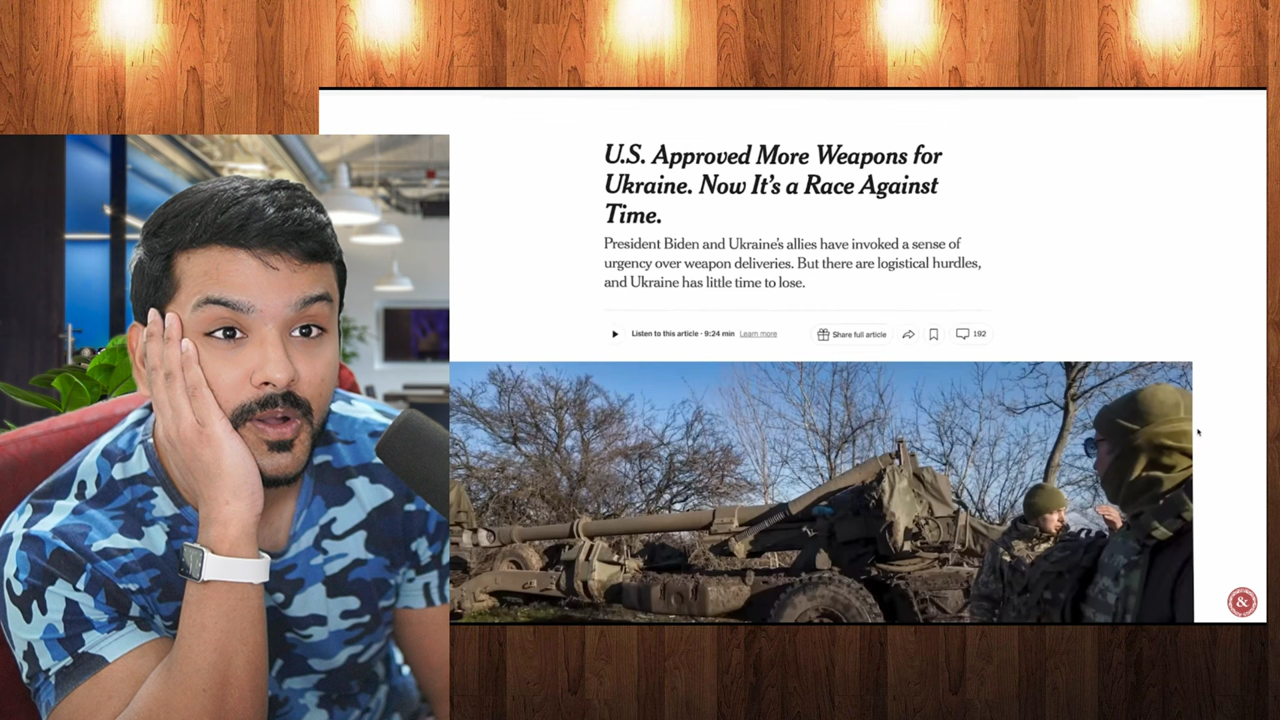 U.S. Approved More Weapons for
Ukraine. Now It's a Race Against
Time.
President Biden and Ukraine's allies have invoked a sense of
urgency over weapon deliveries. But there are logistical hurdles,
and Ukraine has little time to lose.
Listen to this article · 9:24 min Learn more
Share full article
192
&